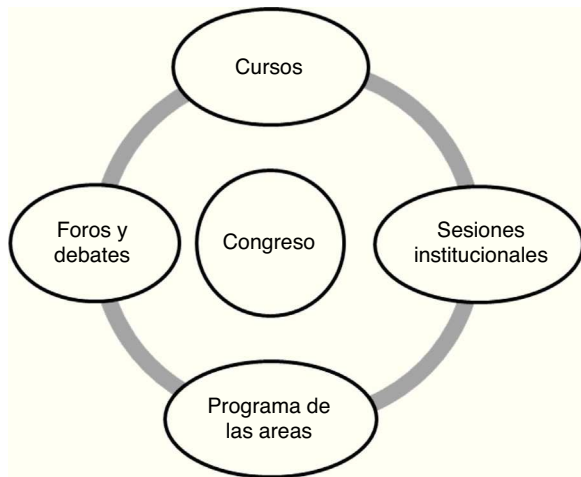 Cursos
Foros y
debates
Congreso
Sesiones
institucionales
Programa de
las areas